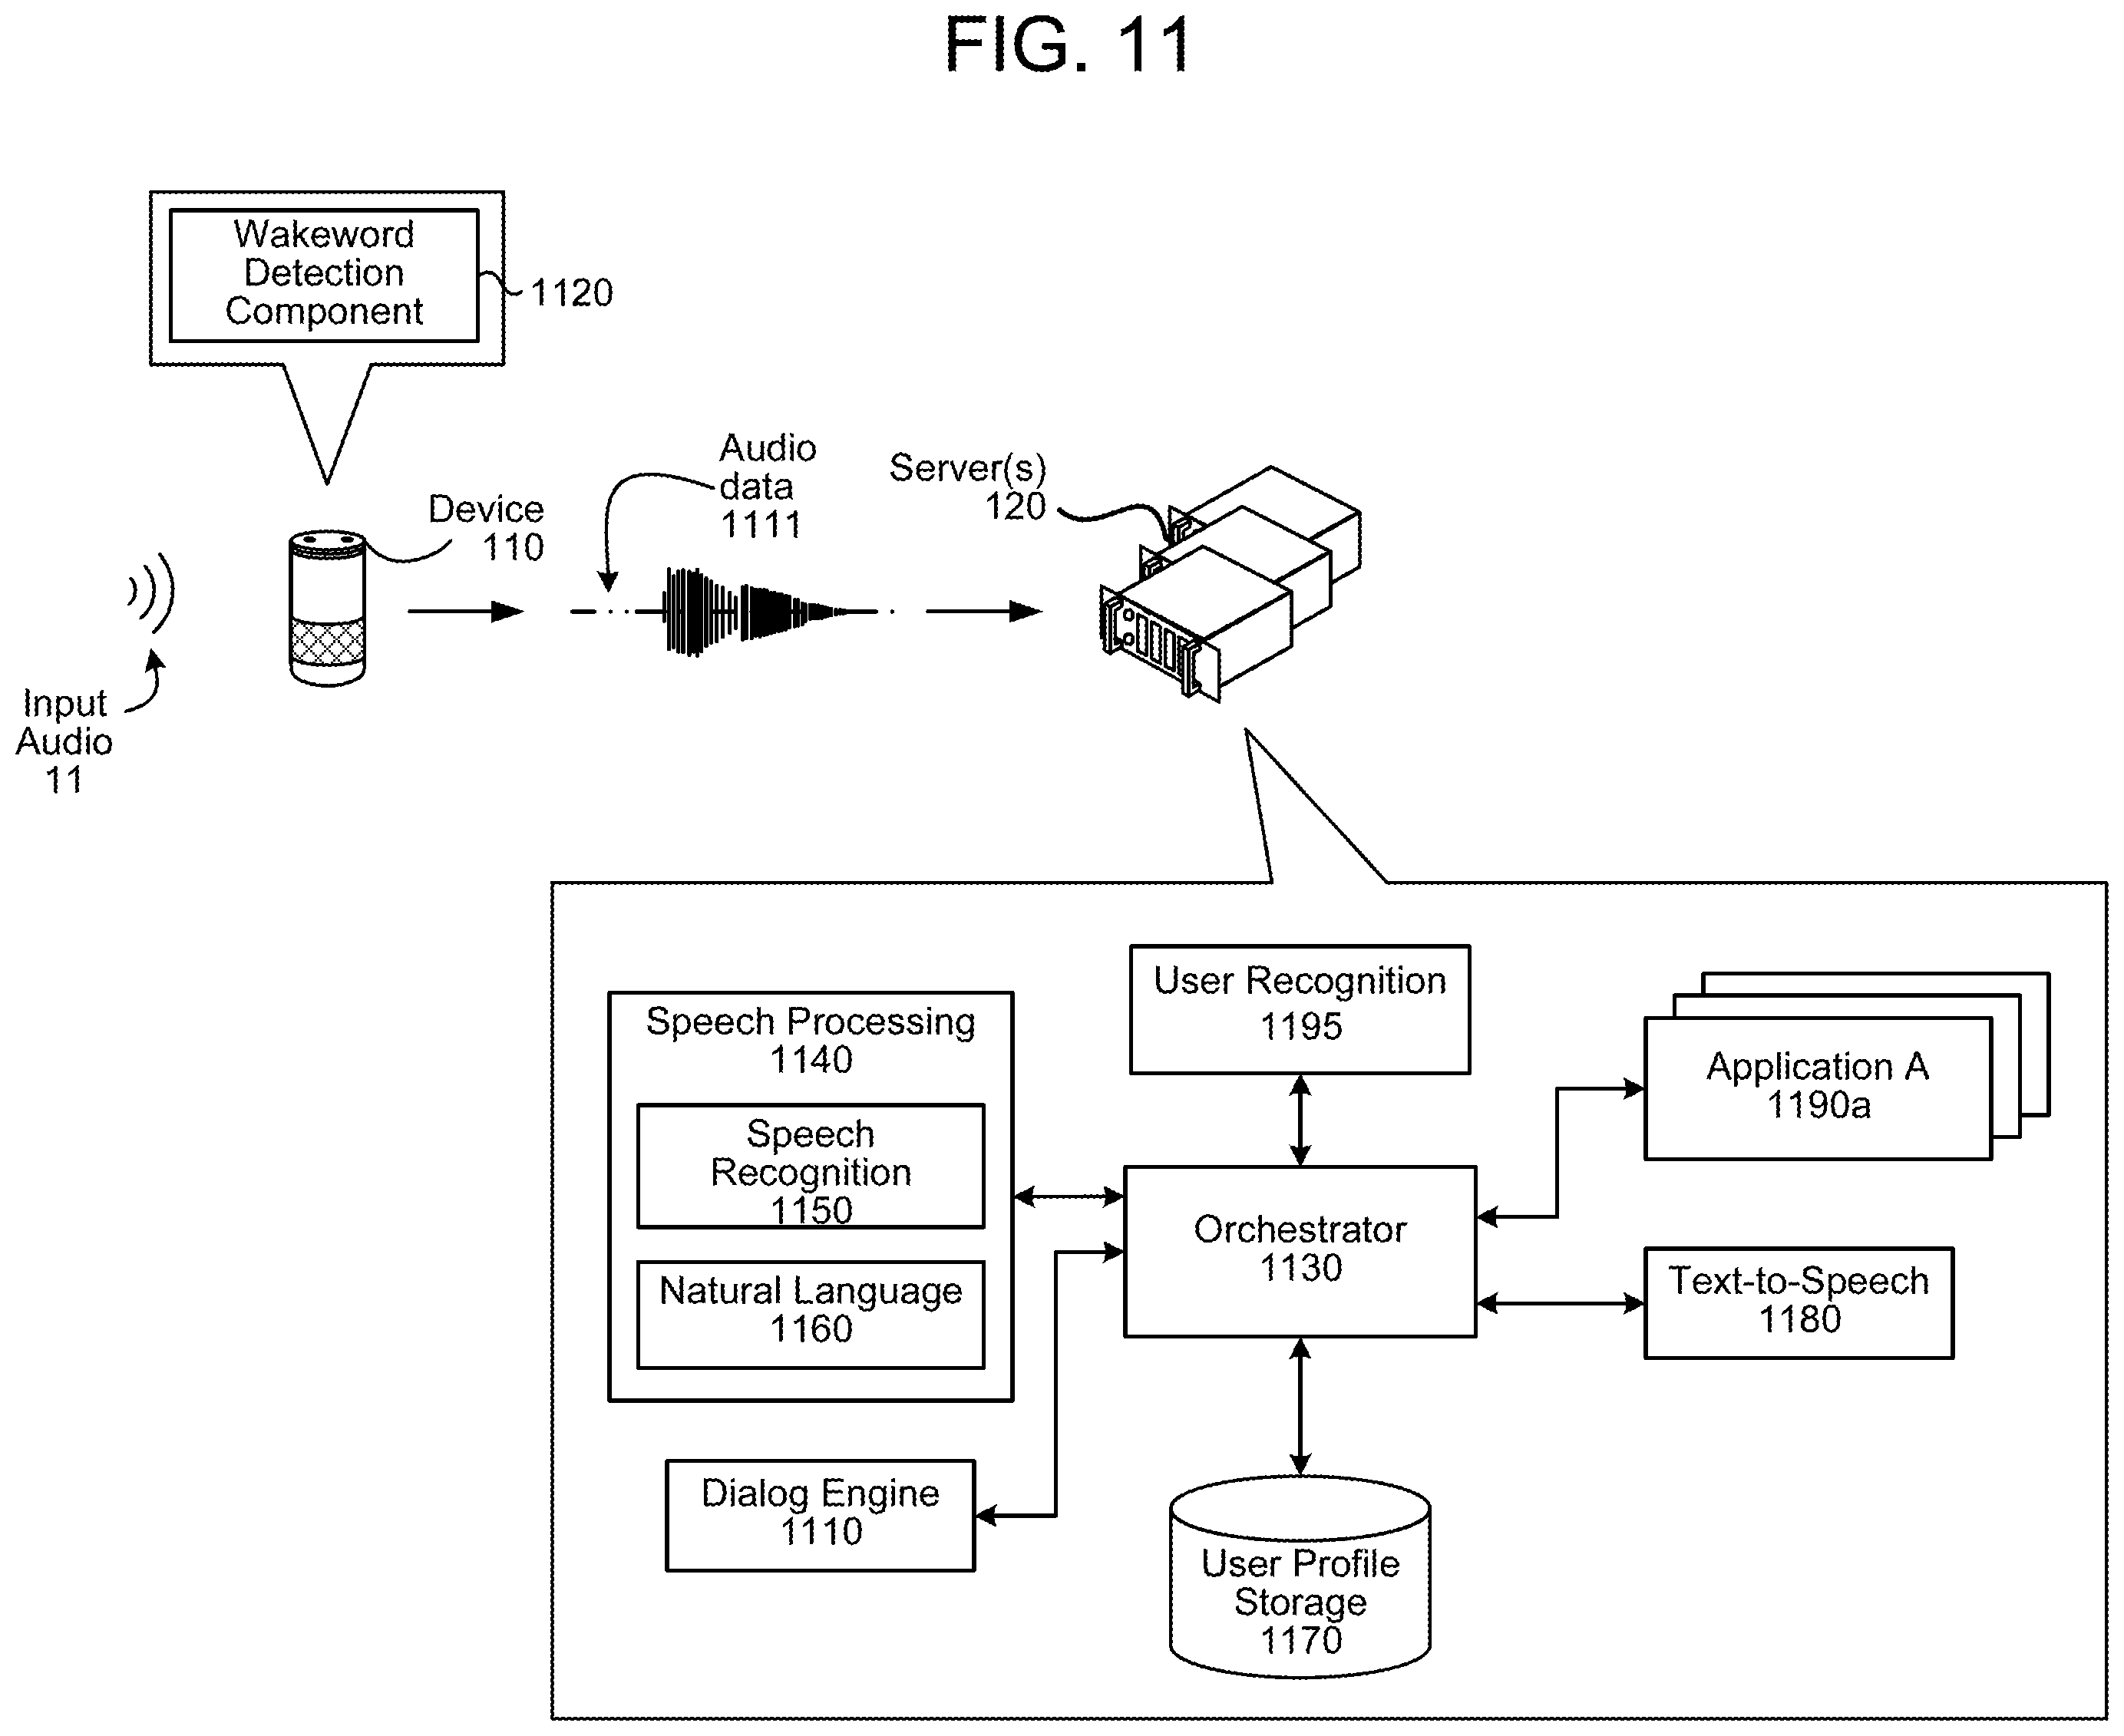 FIG. 11
Wakeword
Detection
Component
1120
Audio
data
1111
Server(s)
120
Device
110
Input
Audio
11
User Recognition
1195
Speech Processing
1140
Speech
Recognition
1150
Natural Language
1160
Application A
1190a
Orchestrator
1130
Text-to-Speech
1180
Dialog Engine
1110
User Profile
Storage
1170